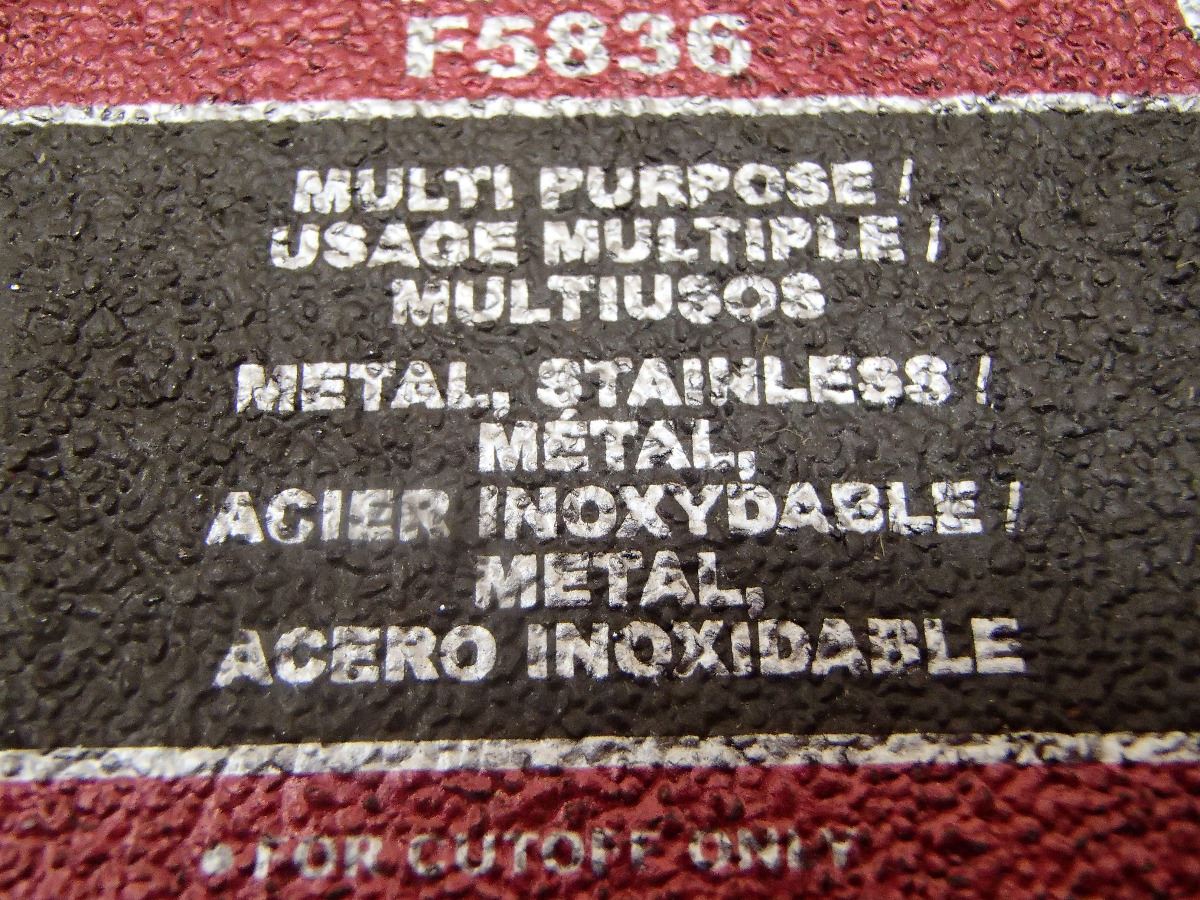 F5836
MULTI PURPOSE /
USAGE MULTIPLE /
MULTIUSOS
METAL, STAINLESS /
MÉTAL,
ACIER INOXYDABLE /
METAL,
ACERO INOXIDABLE
• FOR CUTOFF ONLY